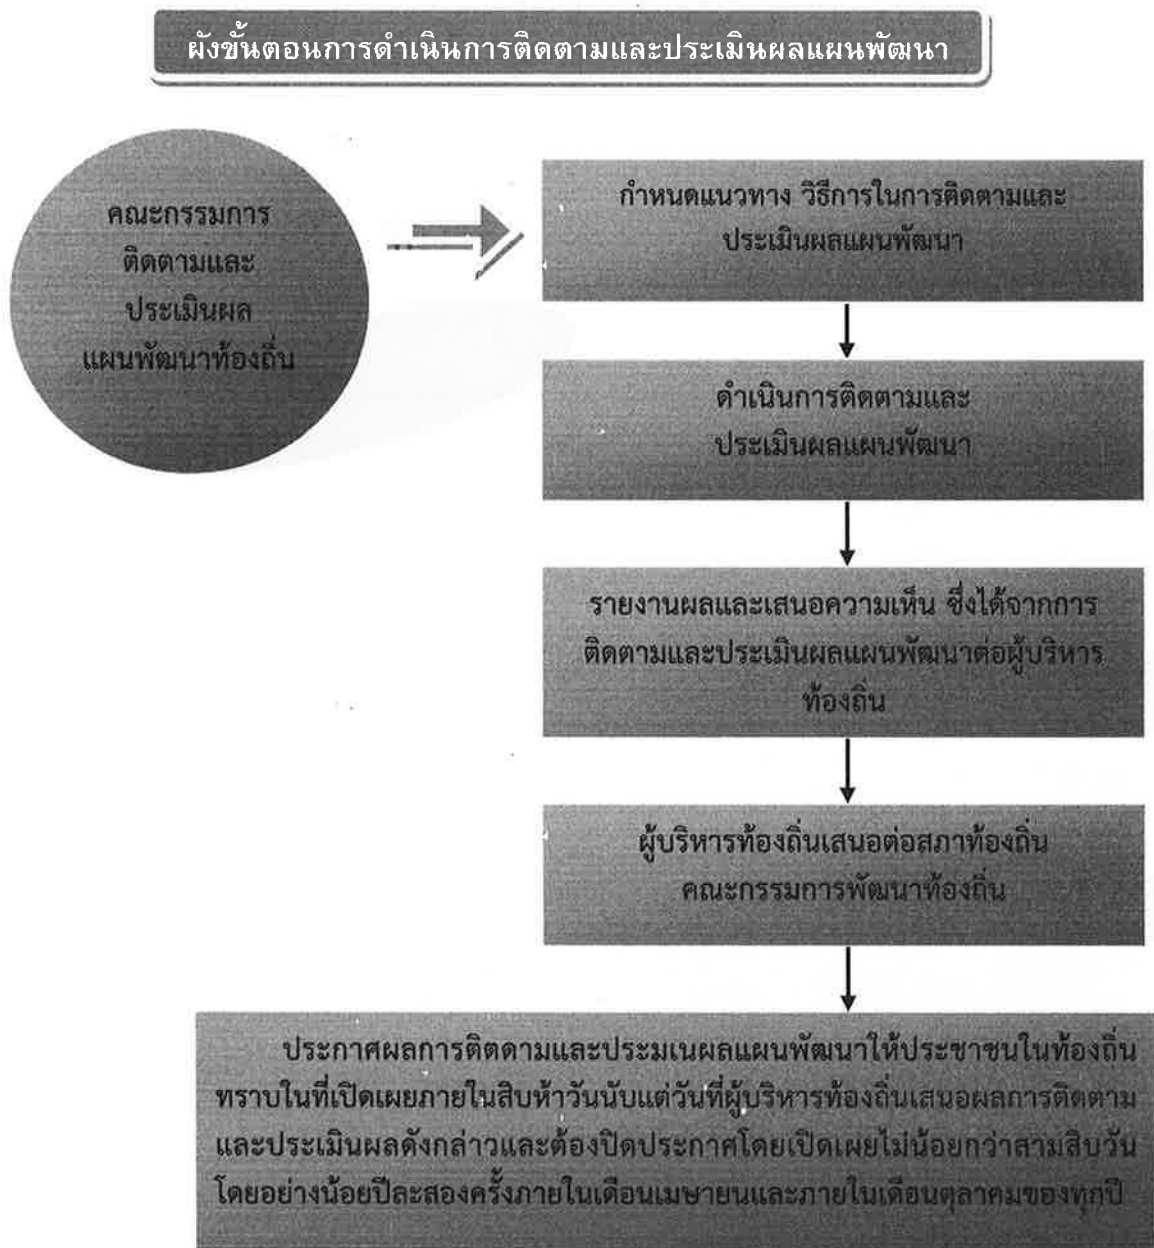 ผังขั้นตอนการดำเนินการติดตามและประเมินผลแผนพัฒนา
คณะกรรมการ
ติดตามและ
ประเมินผล
แผนพัฒนาท้องถิ่น
กำหนดแนวทาง วิธีการในการติดตามและ
ประเมินผลแผนพัฒนา
ดำเนินการติดตามและ
ประเมินผลแผนพัฒนา
รายงานผลและเสนอความเห็น ซึ่งได้จากการ
ติดตามและประเมินผลแผนพัฒนาต่อผู้บริหาร
ท้องถิ่น
ผู้บริหารท้องถิ่นเสนอต่อสภาท้องถิ่น
คณะกรรมการพัฒนาท้องถิ่น
ประกาศผลการติตดามและประมเนผลแผนพัฒนาให้ประชาชนในท้องถิ่น
ทราบในที่เปิดเผยภายในสิบห้าวันนับแต่วันที่ผู้บริหารท้องถิ่นเสนอผลการติดตาม
และประเมินผลดังกล่าวและต้องปิดประกาศโดยเปิดเผยไม่น้อยกว่าสามสิบวัน
โดยอย่างน้อยปีละสองครั้งภายในเดือนเมษายนและภายในเดือนตุลาคมของทุกปี